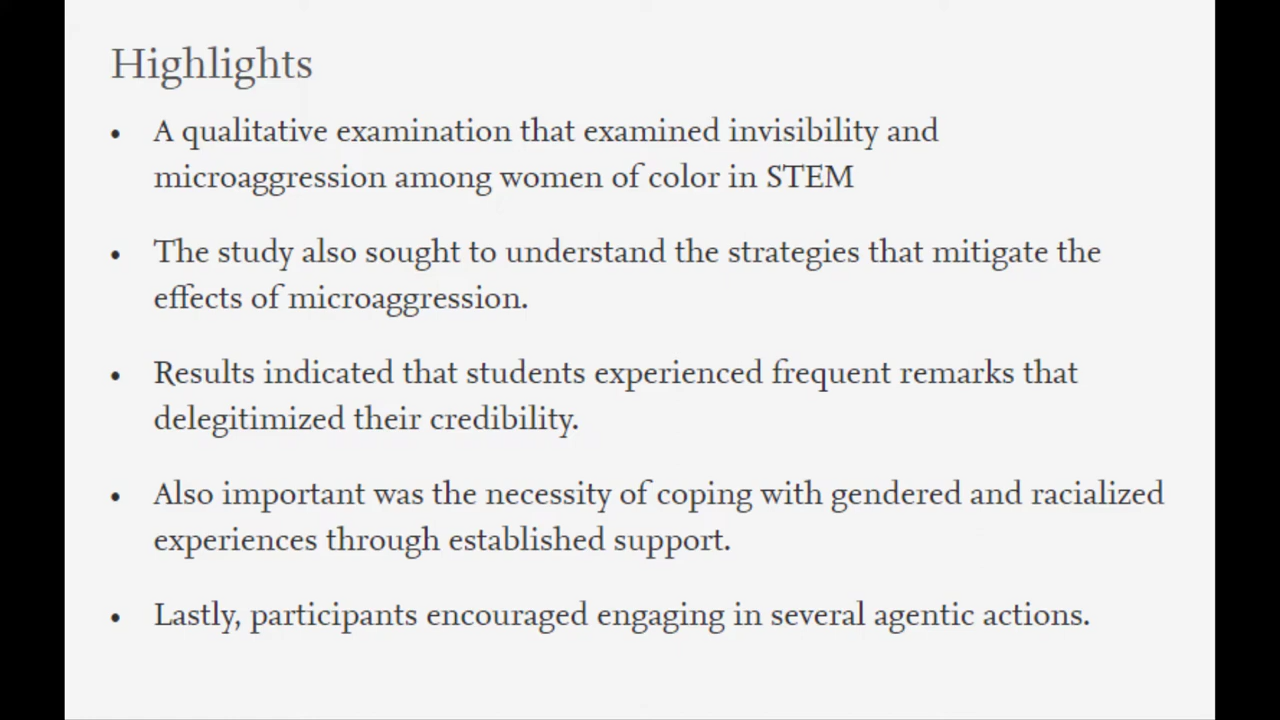 Highlights
• A qualitative examination that examined invisibility and
microaggression among women of color in STEM
• The study also sought to understand the strategies that mitigate the
effects of microaggression.
• Results indicated that students experienced frequent remarks that
delegitimized their credibility.
• Also important was the necessity of coping with gendered and racialized
experiences through established support.
• Lastly, participants encouraged engaging in several agentic actions.